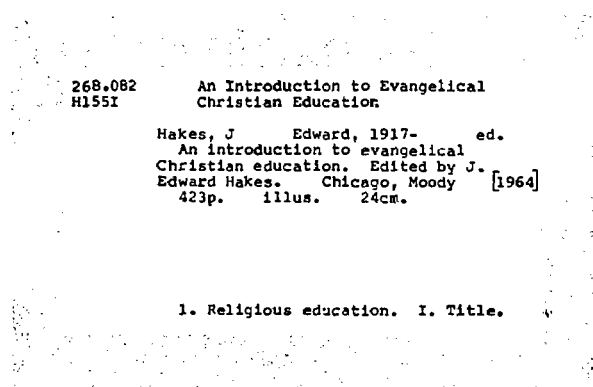 268.082 An Introduction to Evangelical
H155I Christian Education
Hakes, J Edward, 1917- ed.
An introduction to evangelical
Christian education. Edited by J.
Edward Hakes. Chicago, Moody [1964]
423p. illus. 24cm.
1. Religious education. I. Title.